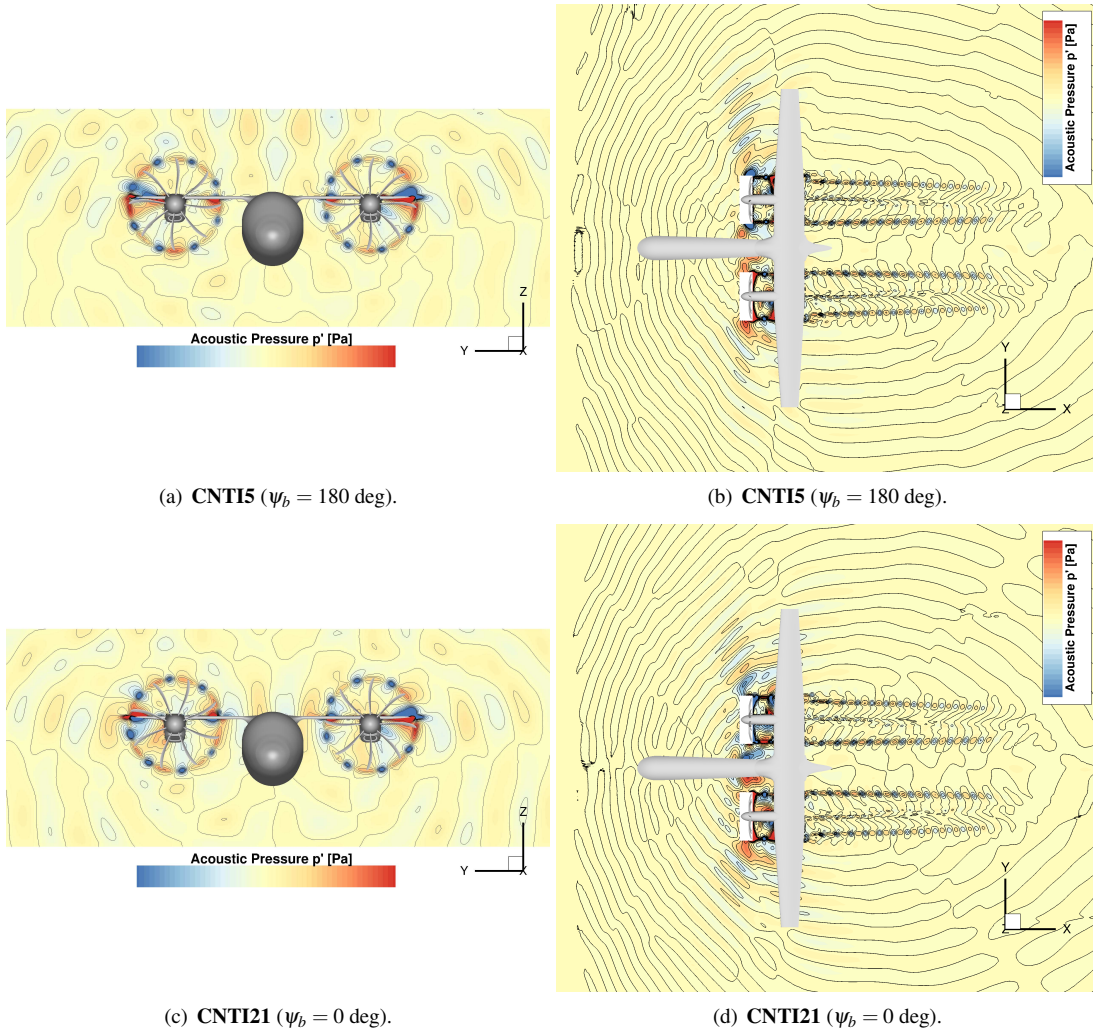 Acoustic Pressure p' [Pa]
Z
Y
X
(a) CNTI5 (ψb = 180 deg).
Acoustic Pressure p' [Pa]
Y
Z
X
(b) CNTI5 (ψb = 180 deg).
Acoustic Pressure p' [Pa]
Z
Y
X
(c) CNTI21 (ψb = 0 deg).
Acoustic Pressure p' [Pa]
Y
Z
X
(d) CNTI21 (ψb = 0 deg).